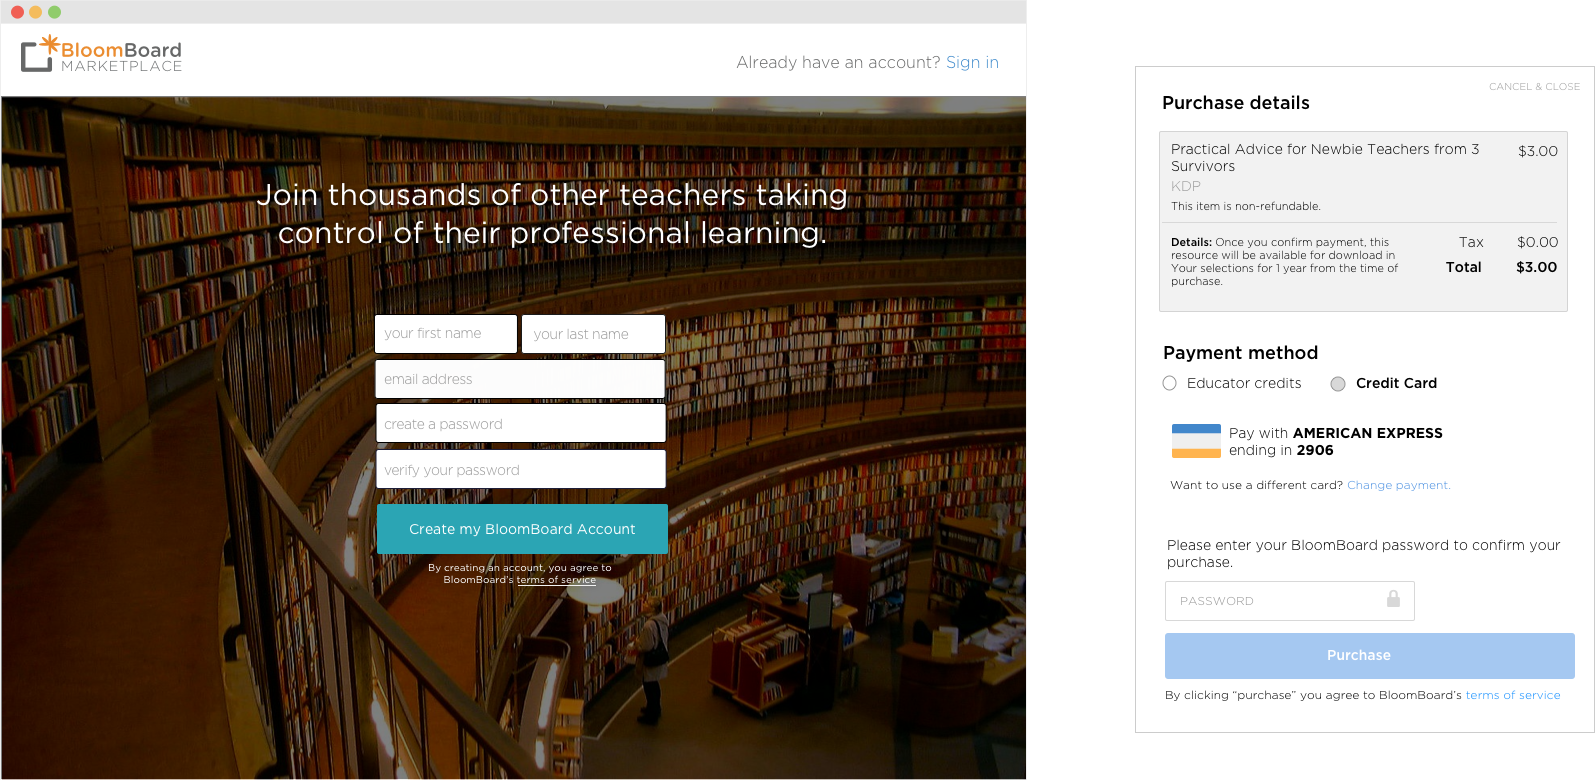 BloomBoard
MARKETPLACE
Already have an account? Sign in
Join thousands of other teachers taking
control of their professional learning.
your first name
your last name
email address
create a password
verify your password
Create my BloomBoard Account
By creating an account, you agree to
BloomBoard's terms of service
CANCEL & CLOSE
Purchase details
Practical Advice for Newbie Teachers from 3 $3.00
Survivors
KDP
This item is non-refundable.
Details: Once you confirm payment, this
resource will be available for download in
Your selections for 1 year from the time of
purchase.
Tax $0.00
Total $3.00
Payment method
Educator credits
Credit Card
Pay with AMERICAN EXPRESS
ending in 2906
Want to use a different card? Change payment.
Please enter your BloomBoard password to confirm your
purchase.
PASSWORD
Purchase
By clicking “purchase” you agree to BloomBoard’s terms of service